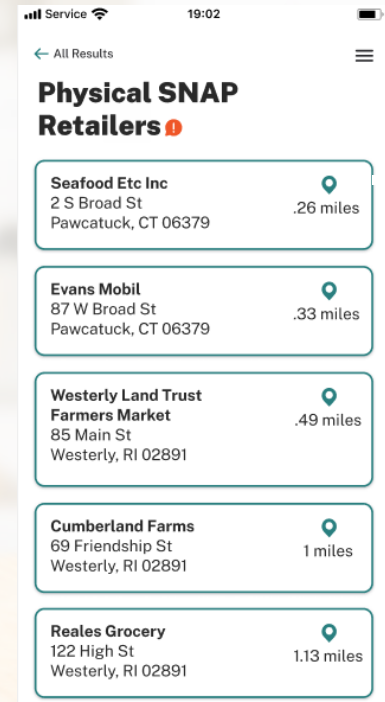 Service 19:02
← All Results
Physical SNAP
Retailers
Seafood Etc Inc
2 S Broad St
Pawcatuck, CT 06379
.26 miles
Evans Mobil
87 W Broad St
Pawcatuck, CT 06379
.33 miles
Westerly Land Trust
Farmers Market
85 Main St
Westerly, RI 02891
.49 miles
Cumberland Farms
69 Friendship St
Westerly, RI 02891
1 miles
Reales Grocery
122 High St
Westerly, RI 02891
1.13 miles